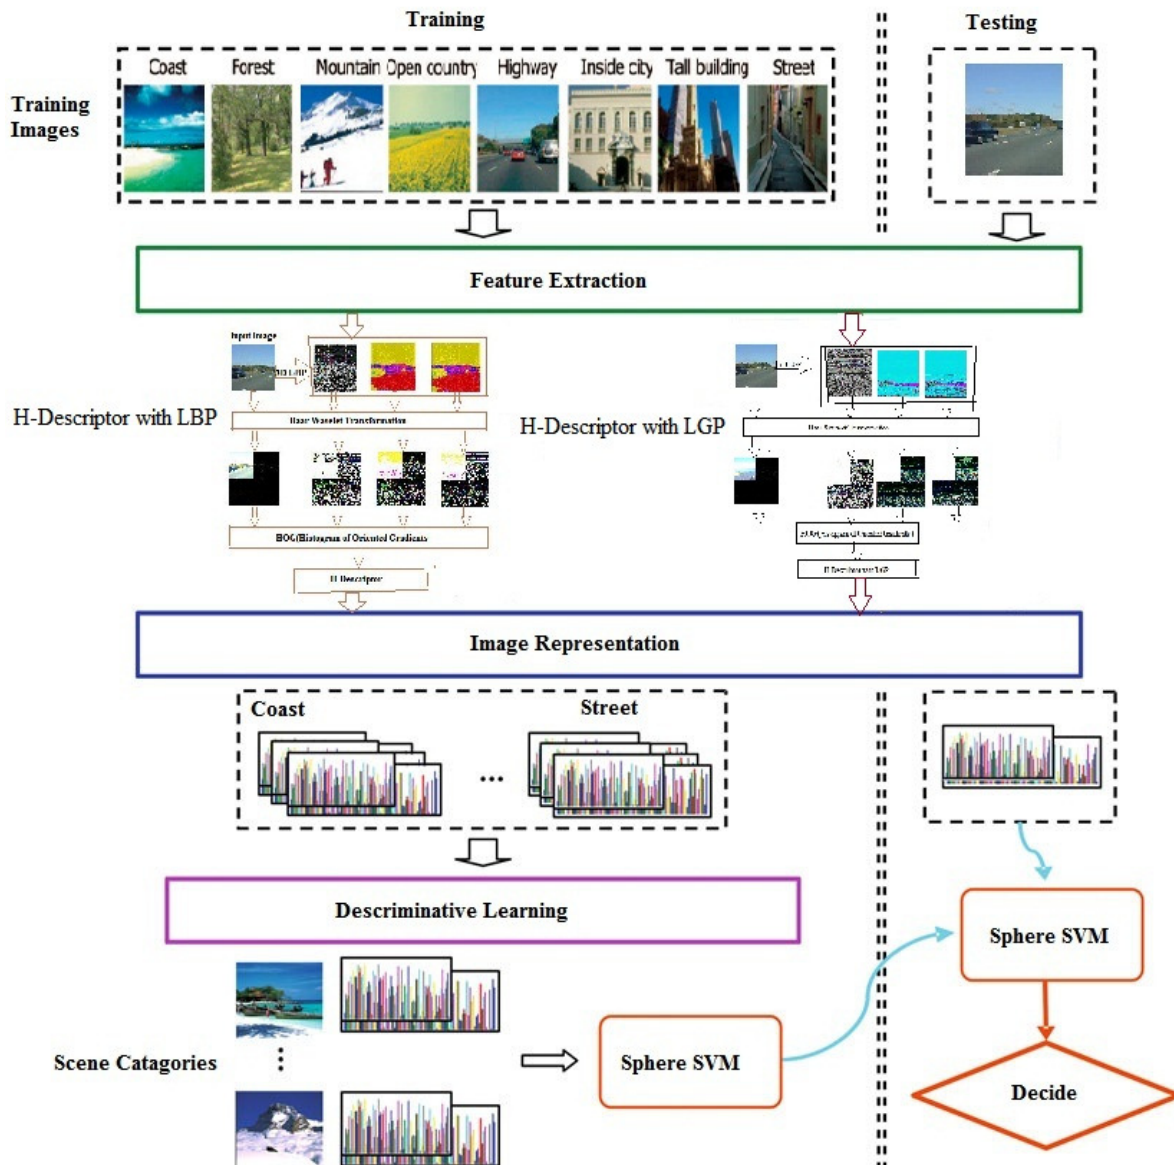 Training
Testing
Coast
Forest
Mountain
Open country
Highway
Inside city
Tall building
Street
Training
Images
Feature Extraction
Input Image
H-Descriptor with LBP
Haar Wavelet Transformation
HOG(Histogram of Oriented Gradients
H-Descriptor
H-Descriptor with LGP
Image Representation
Coast
Street
...
Descriminative Learning
Sphere SVM
Scene Catagories
Sphere SVM
Decide